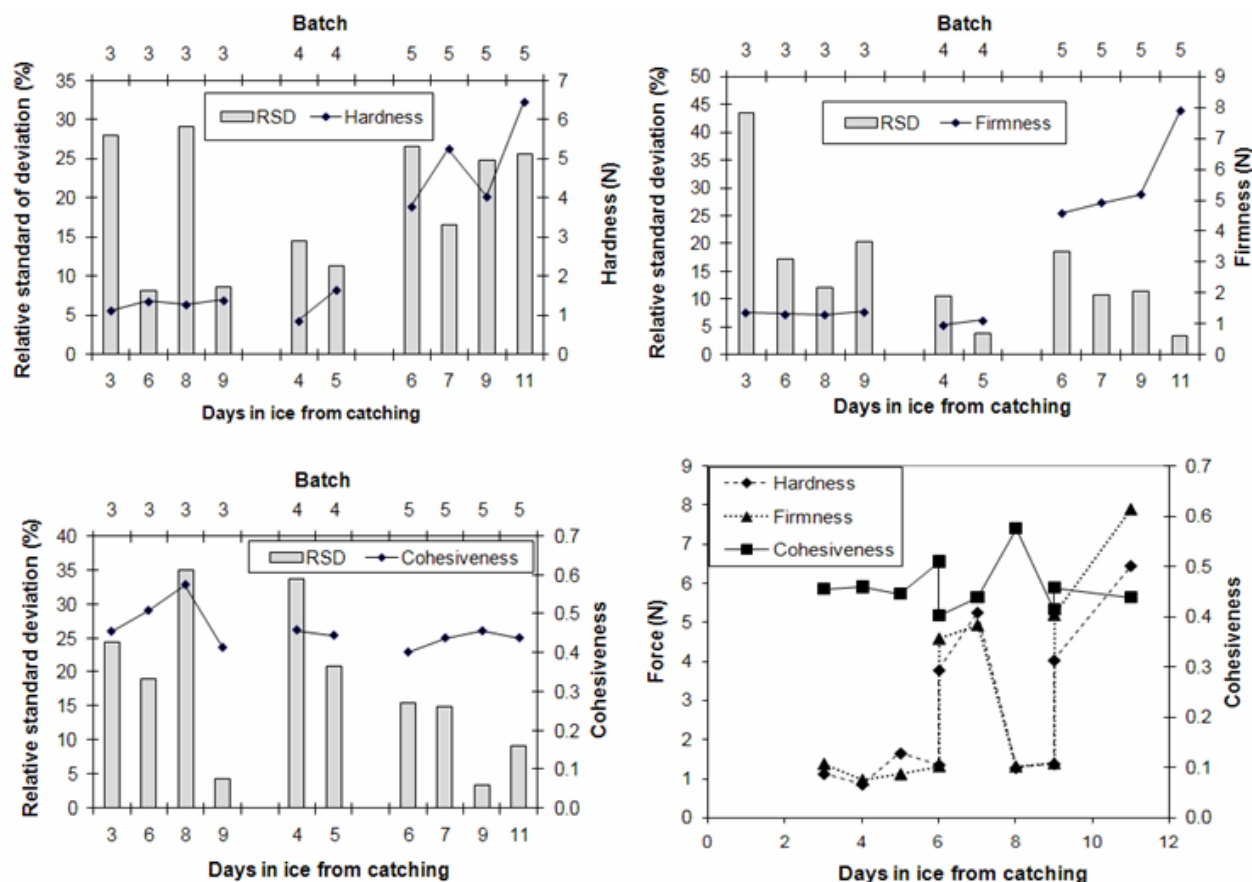 Batch
3 3 3 3 4 4 5 5 5 5
35 30 25 20 15 10 5 0
Relative standard of deviation (%)
RSD Hardness
7 6 5 4 3 2 1 0
Hardness (N)
3 6 8 9 4 5 6 7 9 11
Days in ice from catching
Batch
3 3 3 3 4 4 5 5 5 5
50 45 40 35 30 25 20 15 10 5 0
Relative standard deviation (%)
RSD Firmness
9 8 7 6 5 4 3 2 1 0
Firmness (N)
3 6 8 9 4 5 6 7 9 11
Days in ice from catching
Batch
3 3 3 3 4 4 5 5 5 5
40 35 30 25 20 15 10 5 0
Relative standard deviation (%)
RSD Cohesiveness
0.7 0.6 0.5 0.4 0.3 0.2 0.1 0.0
Cohesiveness
3 6 8 9 4 5 6 7 9 11
Days in ice from catching
9 8 7 6 5 4 3 2 1 0
Force (N)
Hardness
Firmness
Cohesiveness
0.7 0.6 0.5 0.4 0.3 0.2 0.1 0.0
Cohesiveness
0 2 4 6 8 10 12
Days in ice from catching